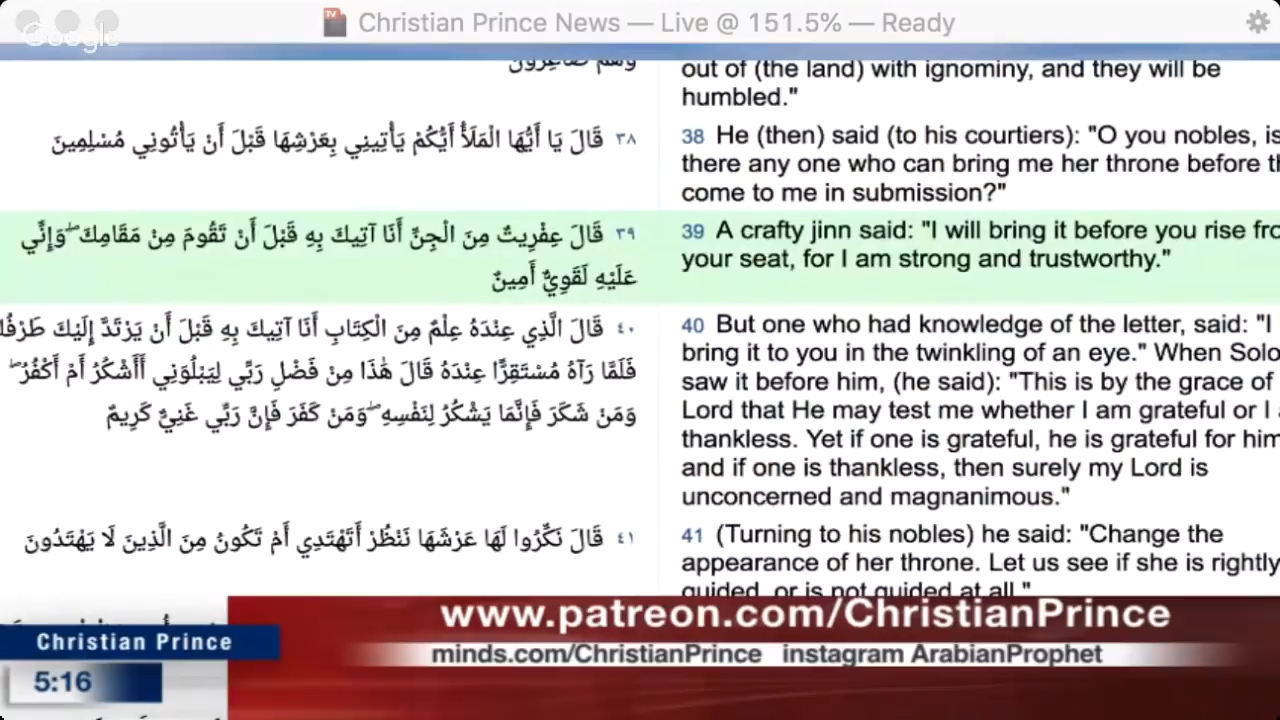 Christian Prince News — Live @ 151.5% — Ready
Google
وَهُمْ صَاغِرُونَ
out of (the land) with ignominy, and they will be
humbled."
٣٨ قَالَ يَا أَيُّهَا الْمَلَأُ أَيُّكُمْ يَأْتِينِي بِعَرْشِهَا قَبْلَ أَنْ يَأْتُونِي مُسْلِمِينَ
38 He (then) said (to his courtiers): "O you nobles, is
there any one who can bring me her throne before
come to me in submission?"
٣٩ قَالَ عِفْرِيتٌ مِنَ الْجِنِّ أَنَا آتِيكَ بِهِ قَبْلَ أَنْ تَقُومَ مِنْ مَقَامِكَ ۖ وَإِنِّي
عَلَيْهِ لَقَوِيٌّ أَمِينٌ
39 A crafty jinn said: "I will bring it before you rise
your seat, for I am strong and trustworthy."
٤٠ قَالَ الَّذِي عِنْدَهُ عِلْمٌ مِنَ الْكِتَابِ أَنَا آتِيكَ بِهِ قَبْلَ أَنْ يَرْتَدَّ إِلَيْكَ
فَلَمَّا رَآهُ مُسْتَقِرًّا عِنْدَهُ قَالَ هَٰذَا مِنْ فَضْلِ رَبِّي لِيَبْلُوَنِي أَأَشْكُرُ أَمْ أَكْفُرُ ۖ
وَمَنْ شَكَرَ فَإِنَّمَا يَشْكُرُ لِنَفْسِهِ ۖ وَمَنْ كَفَرَ فَإِنَّ رَبِّي غَنِيٌّ كَرِيمٌ
40 But one who had knowledge of the letter, said: "I
bring it to you in the twinkling of an eye." When
saw it before him, (he said): "This is by the grace of
Lord that He may test me whether I am grateful or I
thankless. Yet if one is grateful, he is grateful for
and if one is thankless, then surely my Lord is
unconcerned and magnanimous."
٤١ قَالَ نَكِّرُوا لَهَا عَرْشَهَا نَنْظُرْ أَتَهْتَدِي أَمْ تَكُونُ مِنَ الَّذِينَ لَا يَهْتَدُونَ
41 (Turning to his nobles) he said: "Change the
appearance of her throne. Let us see if she is rightly
guided, or is not guided at all."
www.patreon.com/ChristianPrince
Christian Prince
minds.com/ChristianPrince instagram ArabianProphet
5:16